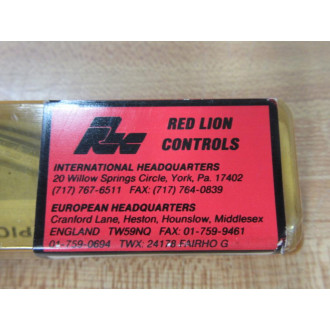 RED LION
CONTROLS
INTERNATIONAL HEADQUARTERS
20 Willow Springs Circle, York, Pa. 17402
(717) 767-6511 FAX: (717) 764-0839
EUROPEAN HEADQUARTERS
Cranford Lane, Heston, Hounslow, Middlesex
ENGLAND TW59NQ FAX: 01-759-9461
01-759-0694 TWX: 24178 FAIRHO G